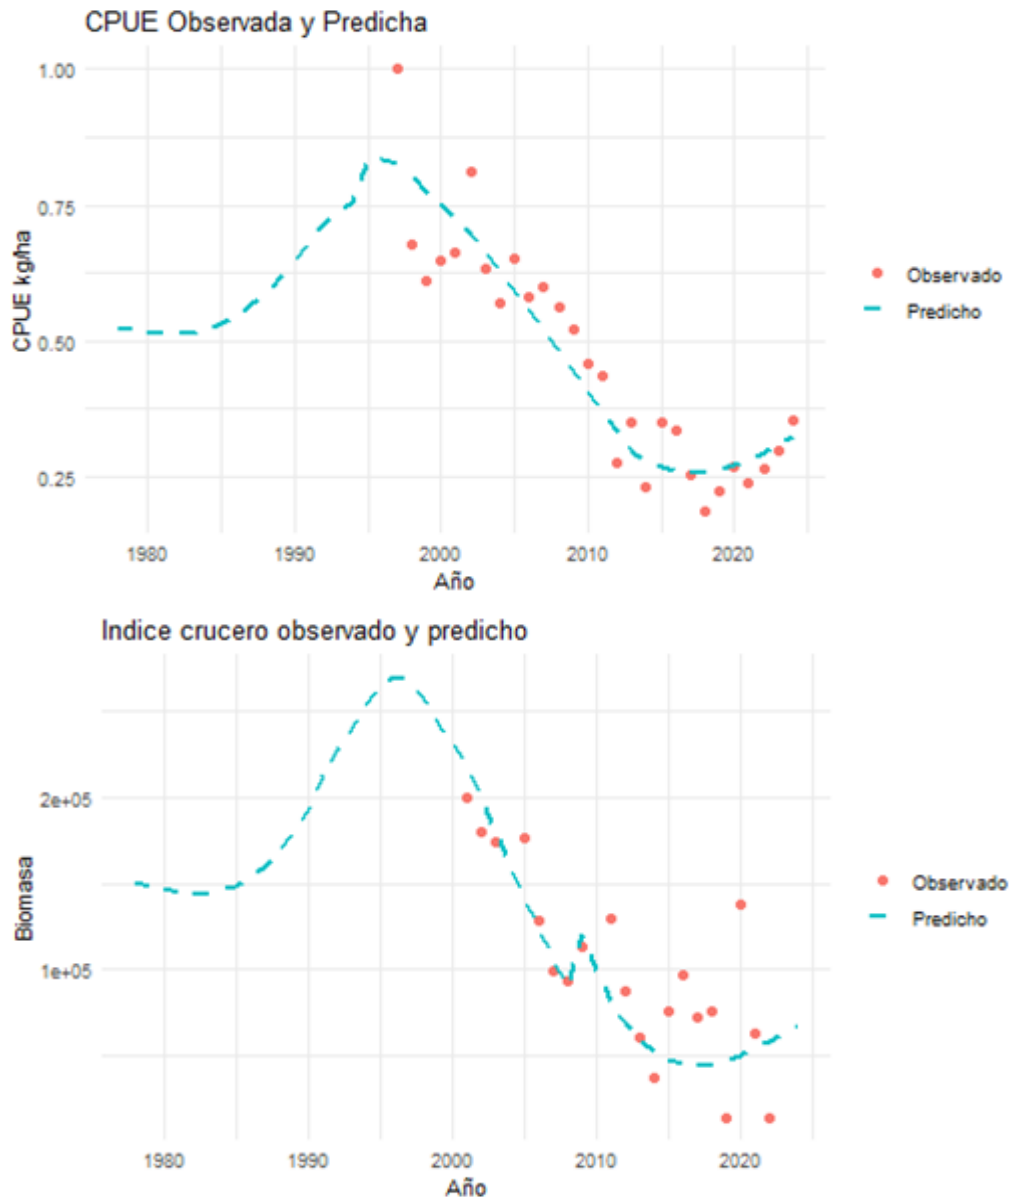 CPUE Observada y Predicha
CPUE kg/ha
1.00
0.75
0.50
0.25
1980 1990 2000 2010 2020
Año
Observado
Predicho
Indice crucero observado y predicho
Biomasa
2e+05
1e+05
1980 1990 2000 2010 2020
Año
Observado
Predicho